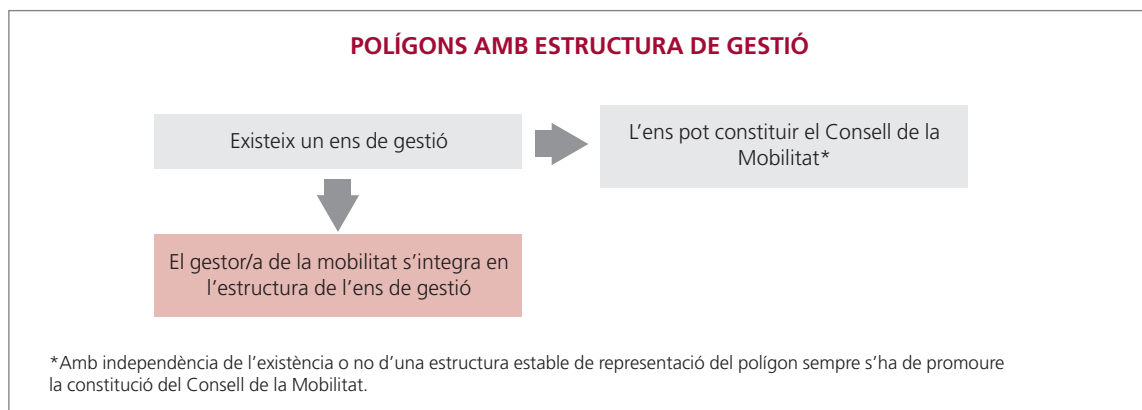 POLÍGONS AMB ESTRUCTURA DE GESTIÓ
Existeix un ens de gestió
L’ens pot constituir el Consell de la
Mobilitat*
El gestor/a de la mobilitat s’integra en
l’estructura de l’ens de gestió
*Amb independència de l’existència o no d’una estructura estable de representació del polígon sempre s’ha de promoure
la constitució del Consell de la Mobilitat.